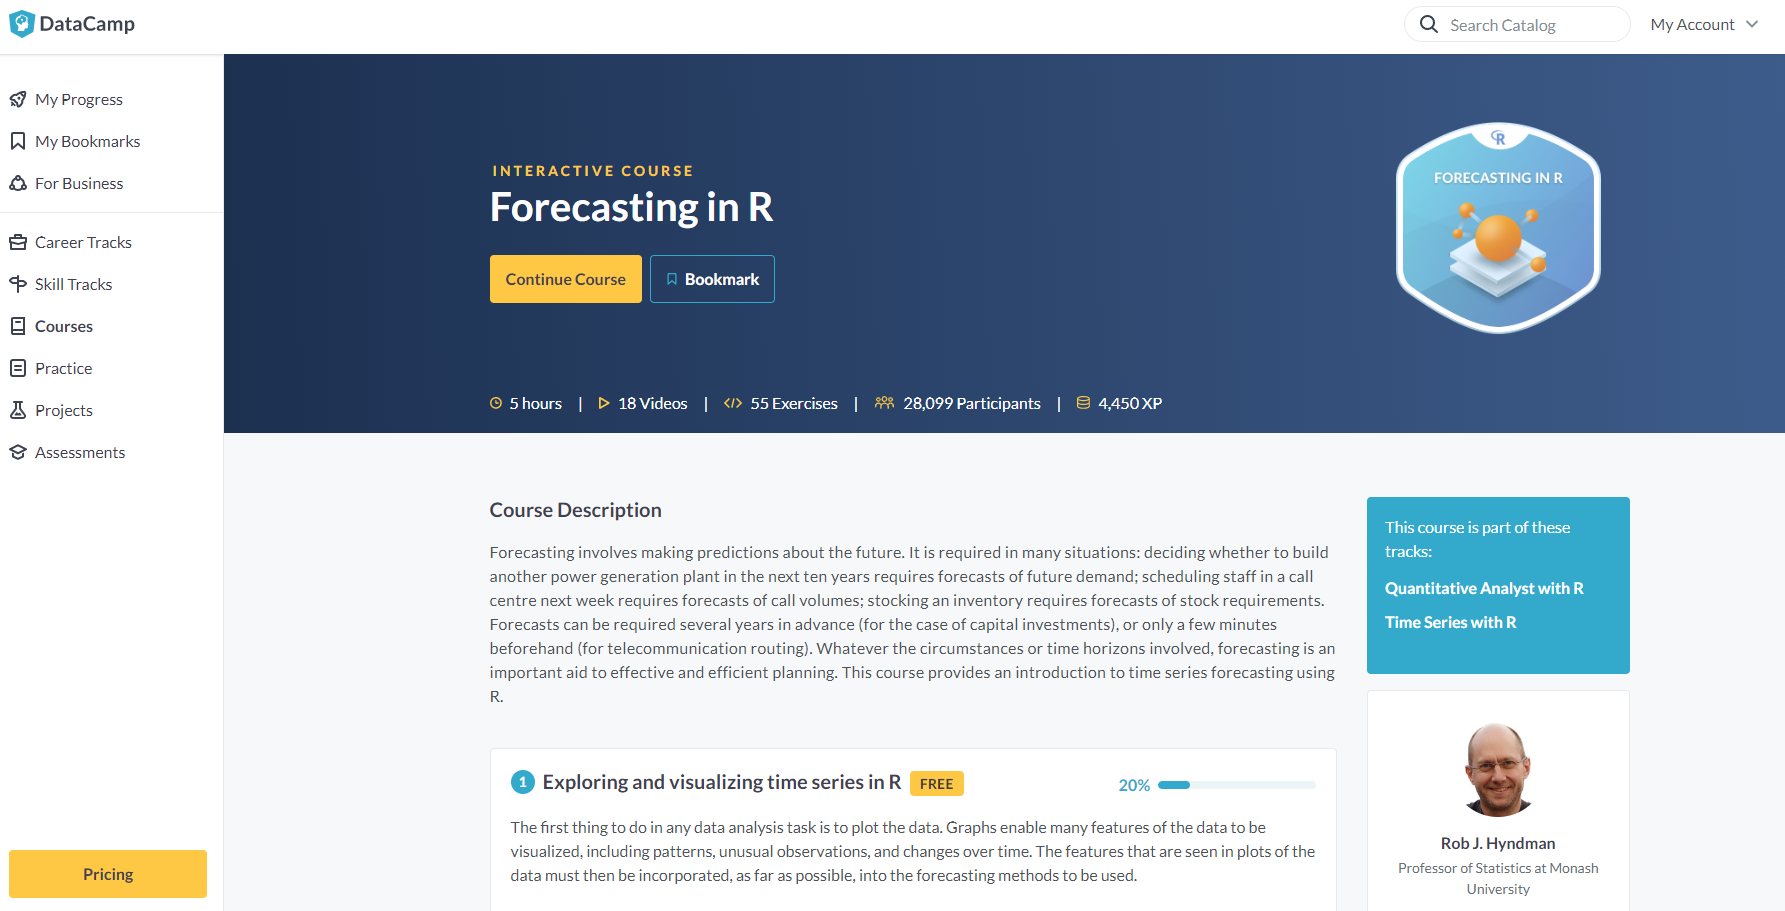 DataCamp
Search Catalog
My Account
My Progress
My Bookmarks
For Business
Career Tracks
Skill Tracks
Courses
Practice
Projects
Assessments
Pricing
INTERACTIVE COURSE
Forecasting in R
Continue Course
Bookmark
R
FORECASTING IN R
5 hours | 18 Videos | </> 55 Exercises | 28,099 Participants | 4,450 XP
Course Description
Forecasting involves making predictions about the future. It is required in many situations: deciding whether to build
another power generation plant in the next ten years requires forecasts of future demand; scheduling staff in a call
centre next week requires forecasts of call volumes; stocking an inventory requires forecasts of stock requirements.
Forecasts can be required several years in advance (for the case of capital investments), or only a few minutes
beforehand (for telecommunication routing). Whatever the circumstances or time horizons involved, forecasting is an
important aid to effective and efficient planning. This course provides an introduction to time series forecasting using
R.
1 Exploring and visualizing time series in R FREE 20%
The first thing to do in any data analysis task is to plot the data. Graphs enable many features of the data to be
visualized, including patterns, unusual observations, and changes over time. The features that are seen in plots of the
data must then be incorporated, as far as possible, into the forecasting methods to be used.
This course is part of these
tracks:
Quantitative Analyst with R
Time Series with R
Rob J. Hyndman
Professor of Statistics at Monash
University